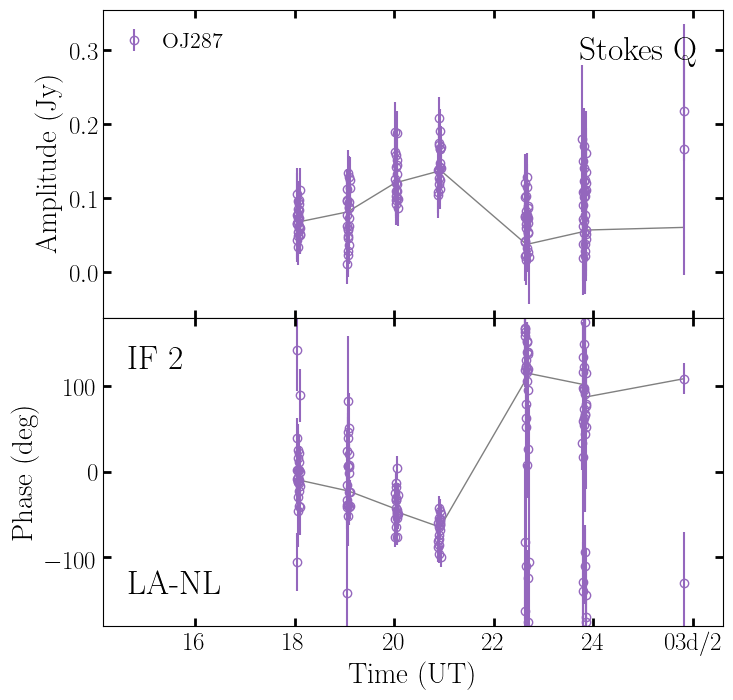 OJ287
Stokes Q
Amplitude (Jy)
0.3
0.2
0.1
0.0
IF 2
LA-NL
Phase (deg)
100
0
−100
16
18
20
22
24
03d/2
Time (UT)